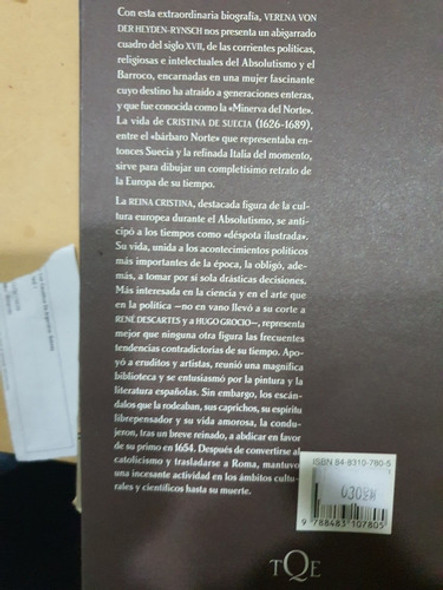 Con esta extraordinaria biografía, VERENA VON
DER HEYDEN-RYNSCH nos presenta un abigarrado
cuadro del siglo XVII, de las corrientes políticas,
religiosas e intelectuales del Absolutismo y el
Barroco, encarnadas en una mujer fascinante
cuyo destino ha atraído a generaciones enteras,
y que fue conocida como la «Minerva del Norte».
La vida de CRISTINA DE SUECIA (1626-1689),
entre el «bárbaro Norte» que representaba en-
tonces Suecia y la refinada Italia del momento,
sirve para dibujar un completísimo retrato de
la Europa de su tiempo.
La REINA CRISTINA, destacada figura de la cul-
tura europea durante el Absolutismo, se anti-
cipó a los tiempos como «déspota ilustrada».
Su vida, unida a los acontecimientos políticos
más importantes de la época, la obligó, ade-
más, a tomar por sí sola drásticas decisiones.
Más interesada en la ciencia y en el arte que
en la política —no en vano llevó a su corte a
RENÉ DESCARTES y a HUGO GROCIO—, representa
mejor que ninguna otra figura las frecuentes
tendencias contradictorias de su tiempo. Apo-
yó a eruditos y artistas, reunió una magnífica
biblioteca y se entusiasmó por la pintura y la
literatura españolas. Sin embargo, los escán-
dalos que la rodeaban, sus caprichos, su espíritu
librepensador y su vida amorosa, la condu-
jeron, tras un breve reinado, a abdicar en favor
de su primo en 1654. Después de convertirse al
catolicismo y trasladarse a Roma, mantuvo
una incesante actividad en los ámbitos cultu-
rales y científicos hasta su muerte.
ISBN 84-8310-780-5
9 788483 107805
TQE